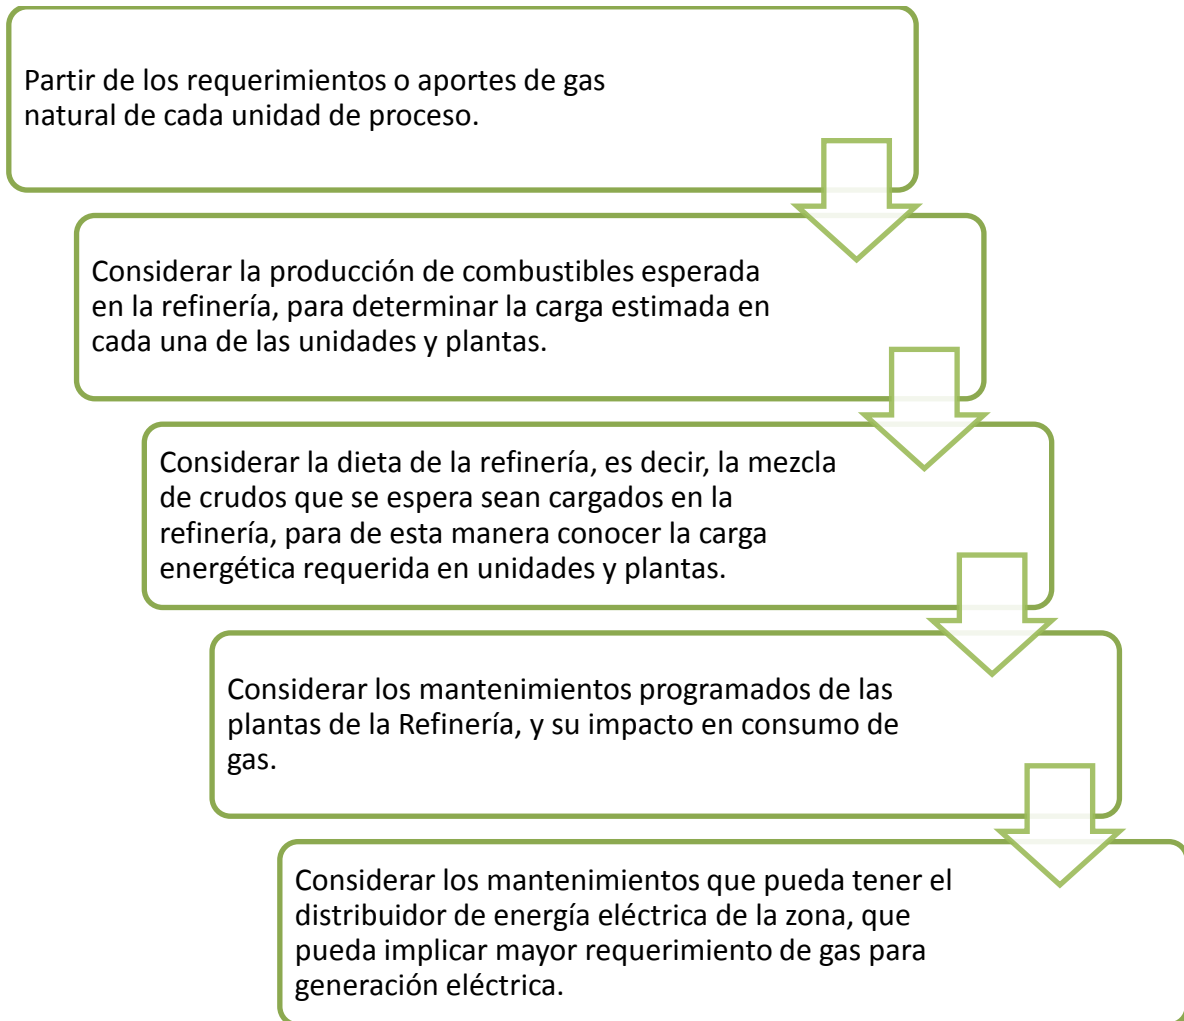 Partir de los requerimientos o aportes de gas
natural de cada unidad de proceso.
Considerar la producción de combustibles esperada
en la refinería, para determinar la carga estimada en
cada una de las unidades y plantas.
Considerar la dieta de la refinería, es decir, la mezcla
de crudos que se espera sean cargados en la
refinería, para de esta manera conocer la carga
energética requerida en unidades y plantas.
Considerar los mantenimientos programados de las
plantas de la Refinería, y su impacto en consumo de
gas.
Considerar los mantenimientos que pueda tener el
distribuidor de energía eléctrica de la zona, que
pueda implicar mayor requerimiento de gas para
generación eléctrica.